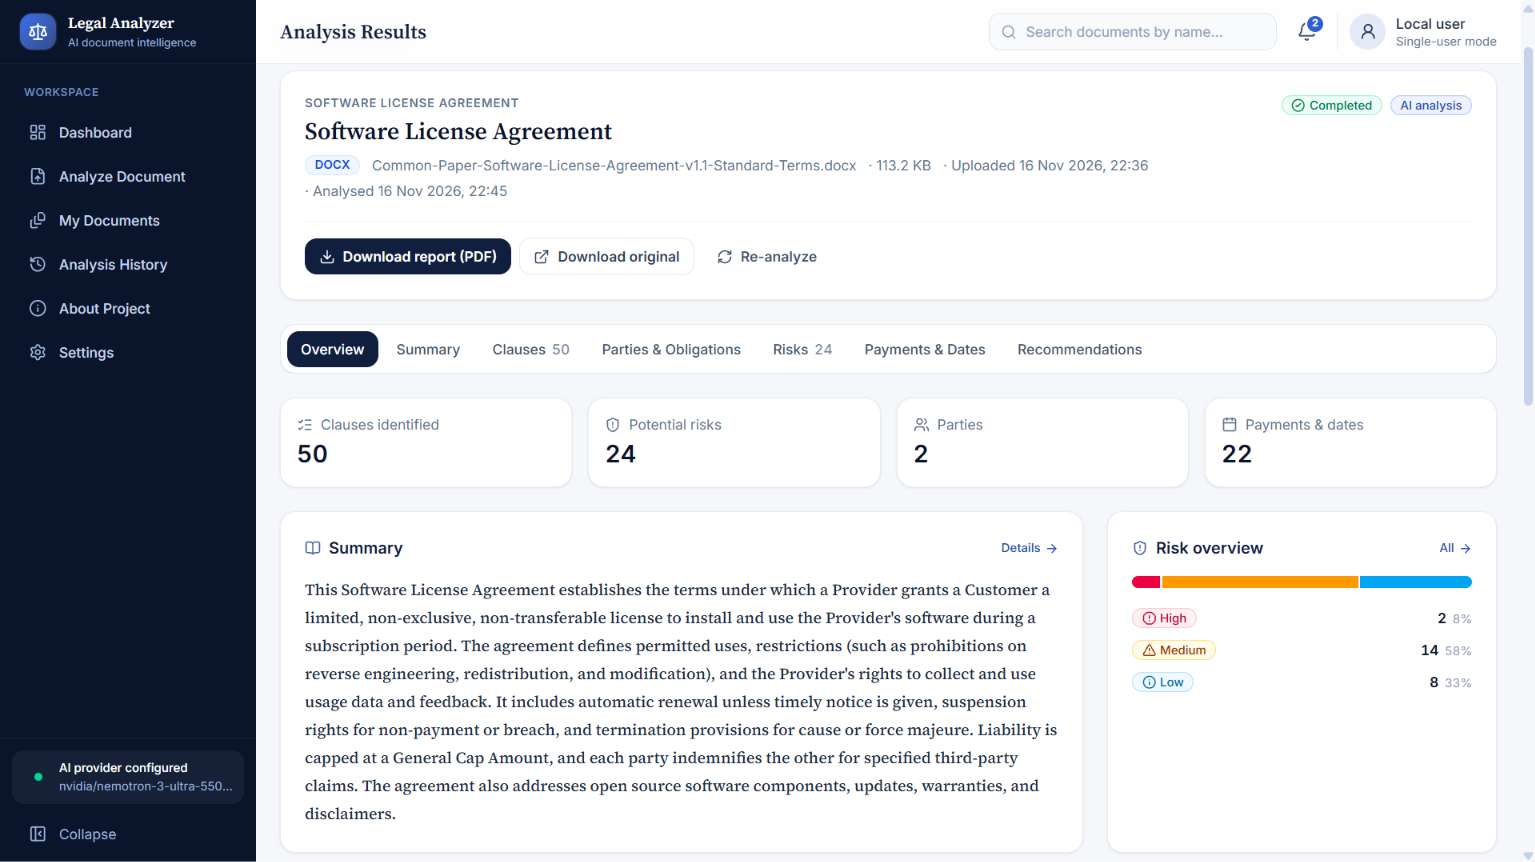 Legal Analyzer
AI document intelligence
WORKSPACE
Dashboard
Analyze Document
My Documents
Analysis History
About Project
Settings
AI provider configured
nvidia/nemotron-3-ultra-550...
Collapse
Analysis Results
Search documents by name...
2
Local user
Single-user mode
SOFTWARE LICENSE AGREEMENT
Completed
AI analysis
Software License Agreement
DOCX Common-Paper-Software-License-Agreement-v1.1-Standard-Terms.docx · 113.2 KB · Uploaded 16 Nov 2026, 22:36
· Analysed 16 Nov 2026, 22:45
Download report (PDF)
Download original
Re-analyze
Overview
Summary
Clauses 50
Parties & Obligations
Risks 24
Payments & Dates
Recommendations
Clauses identified
50
Potential risks
24
Parties
2
Payments & dates
22
Summary
Details →
This Software License Agreement establishes the terms under which a Provider grants a Customer a
limited, non-exclusive, non-transferable license to install and use the Provider's software during a
subscription period. The agreement defines permitted uses, restrictions (such as prohibitions on
reverse engineering, redistribution, and modification), and the Provider's rights to collect and use
usage data and feedback. It includes automatic renewal unless timely notice is given, suspension
rights for non-payment or breach, and termination provisions for cause or force majeure. Liability is
capped at a General Cap Amount, and each party indemnifies the other for specified third-party
claims. The agreement also addresses open source software components, updates, warranties, and
disclaimers.
Risk overview
All →
High 2 8%
Medium 14 58%
Low 8 33%